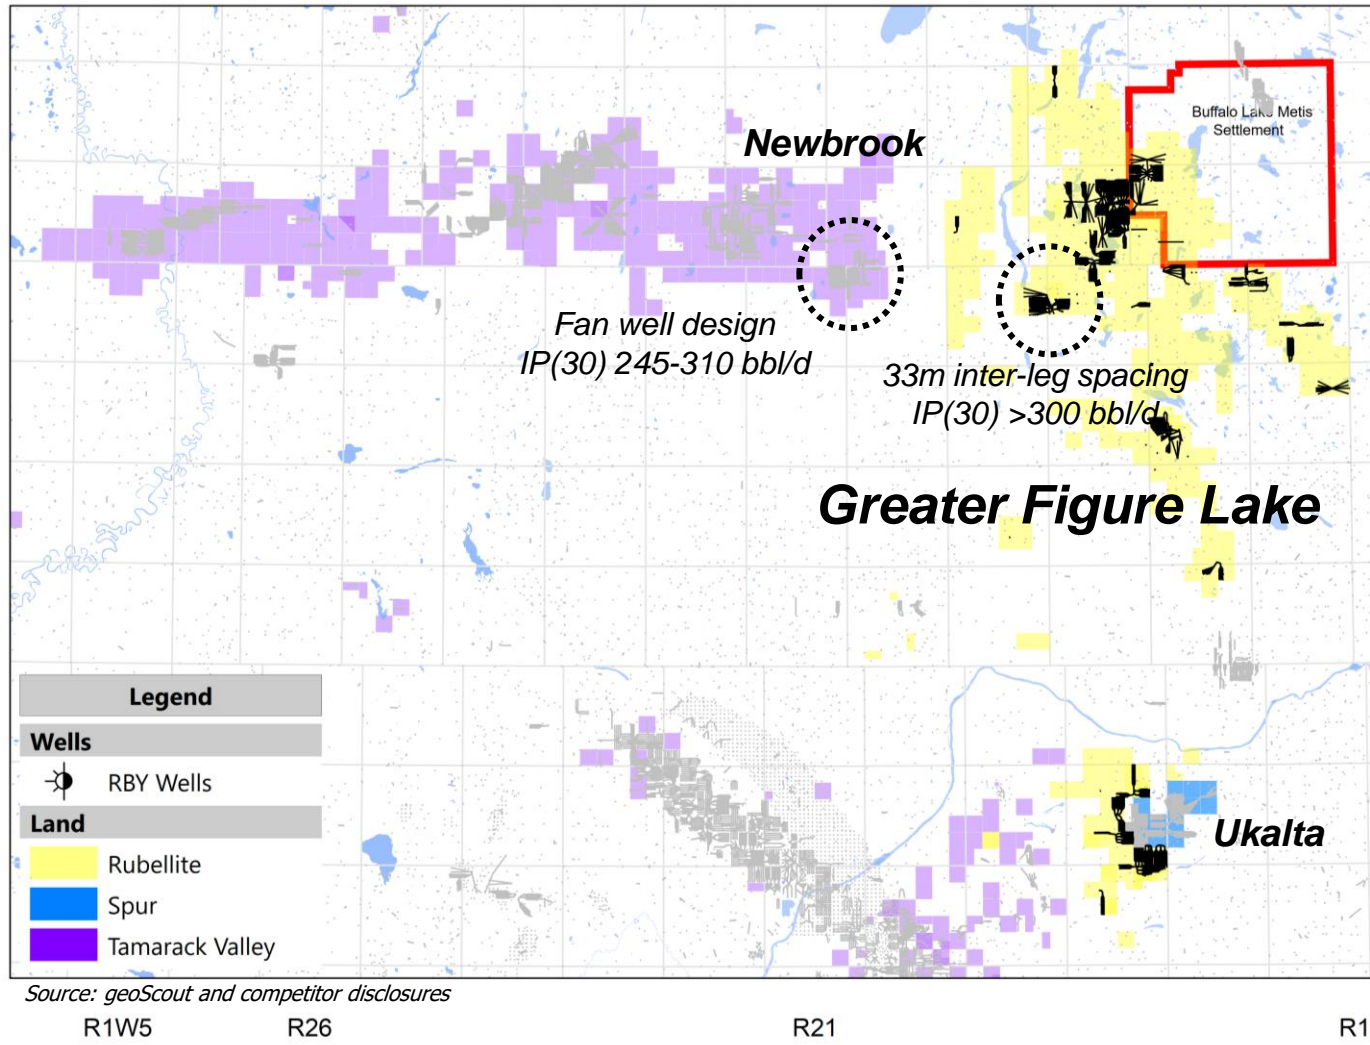 Buffalo Lake Metis
Settlement
Newbrook
Fan well design
IP(30) 245-310 bbl/d
33m inter-leg spacing
IP(30) >300 bbl/d
Greater Figure Lake
Legend
Wells
RBY Wells
Land
Rubellite
Spur
Tamarack Valley
Ukalta
Source: geoScout and competitor disclosures
R1W5 R26 R21 R1